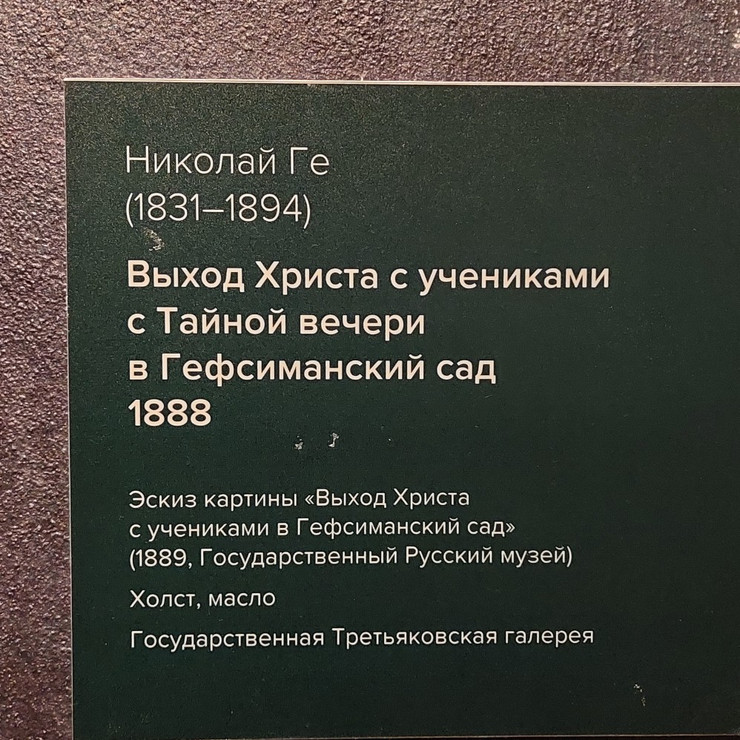 Николай Ге
(1831–1894)
Выход Христа с учениками
с Тайной вечери
в Гефсиманский сад
1888
Эскиз картины «Выход Христа
с учениками в Гефсиманский сад»
(1889, Государственный Русский музей)
Холст, масло
Государственная Третьяковская галерея